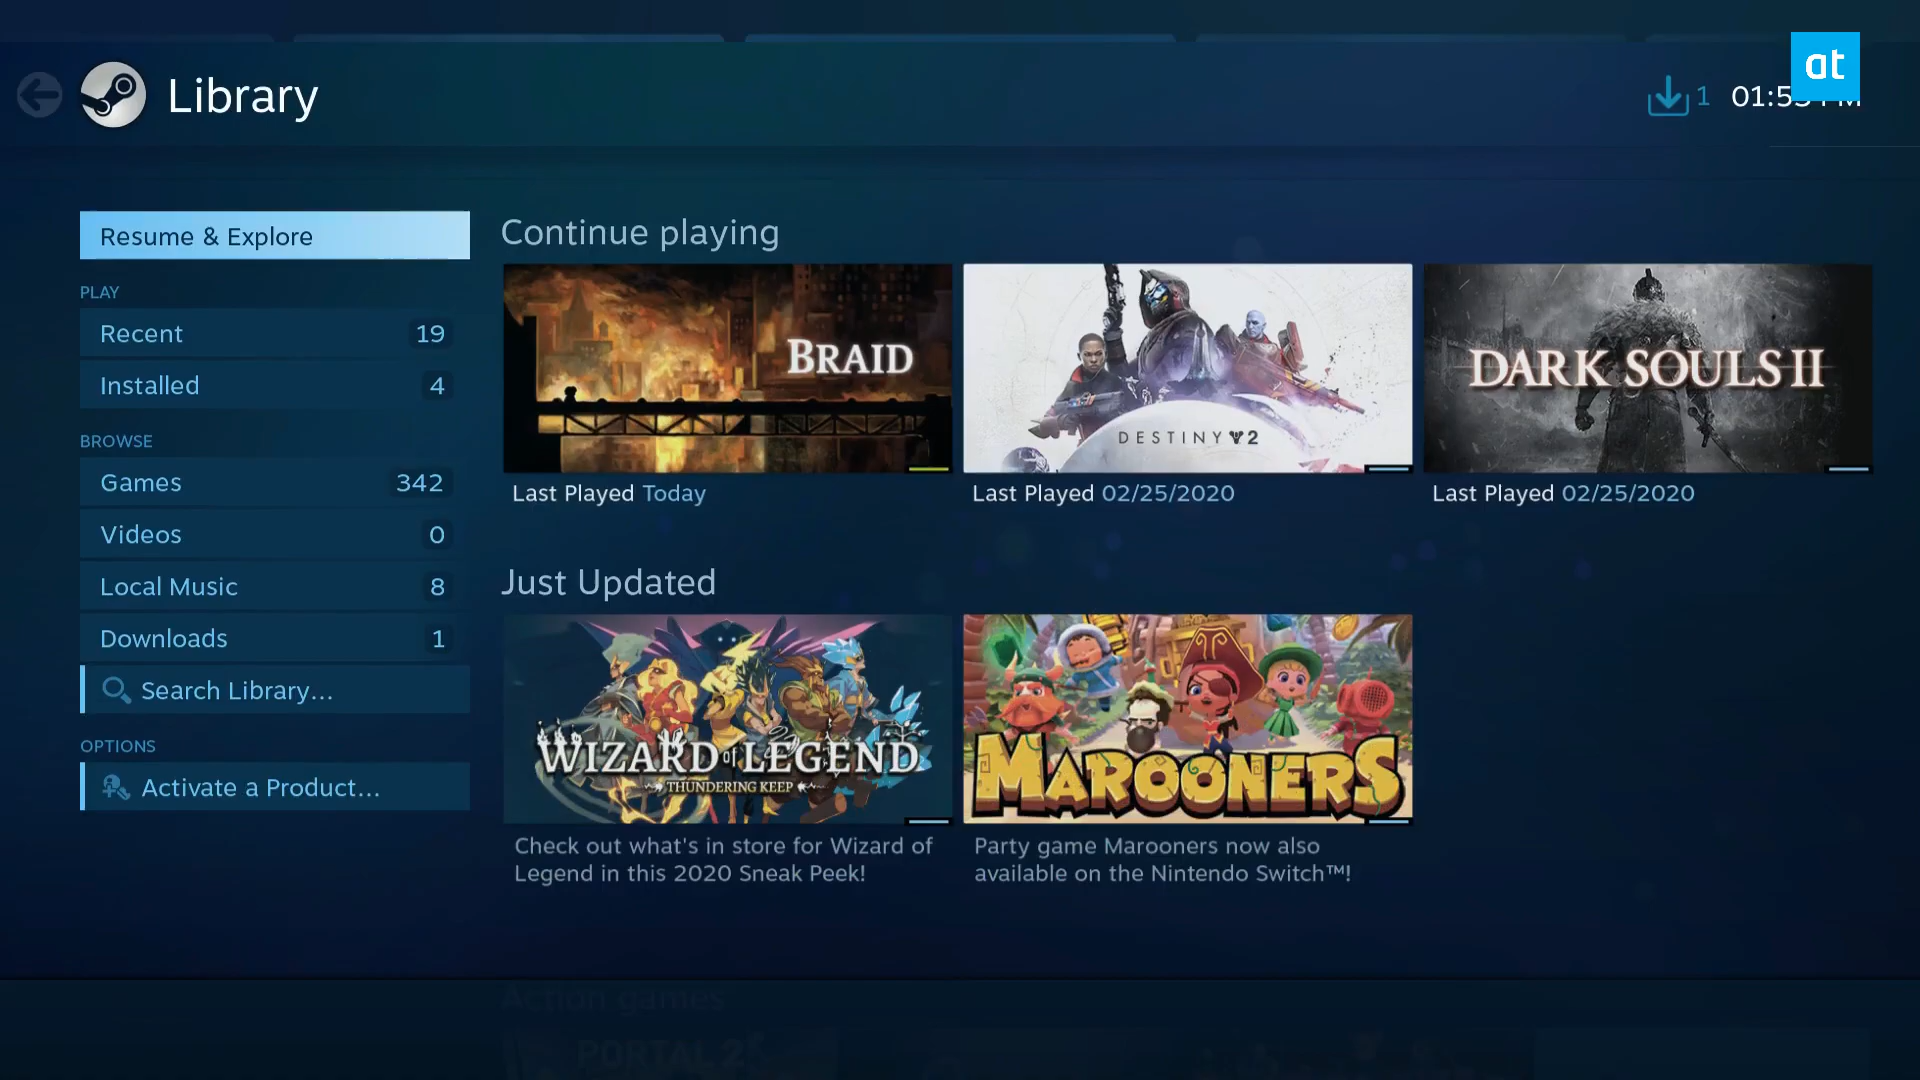 at
Library
1
Resume & Explore
PLAY
Recent 19
Installed 4
BROWSE
Games 342
Videos 0
Local Music 8
Downloads 1
Search Library...
OPTIONS
Activate a Product...
Continue playing
BRAID
DESTINY 2
DARK SOULS II
Last Played Today
Last Played 02/25/2020
Last Played 02/25/2020
Just Updated
WIZARD of LEGEND
THUNDERING KEEP
MAROONERS
Check out what's in store for Wizard of
Legend in this 2020 Sneak Peek!
Party game Marooners now also
available on the Nintendo Switch™!
Action games
PORTAL 2